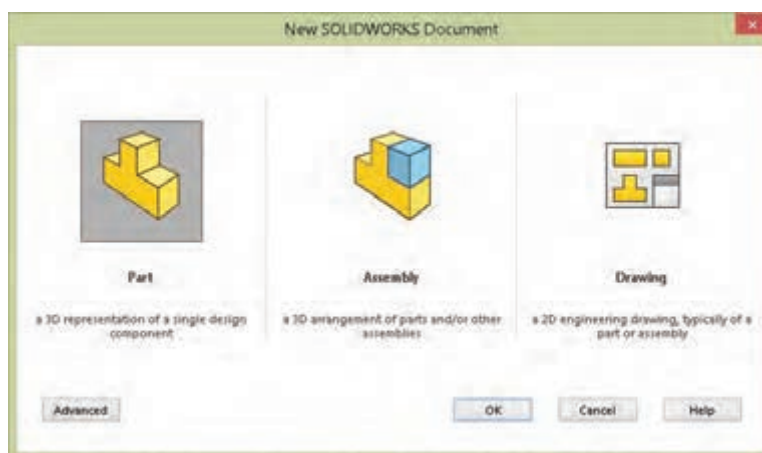 New SOLIDWORKS Document
Part
Assembly
Drawing
a 3D representation of a single design
component
a 3D arrangement of parts and/or other
assemblies
a 2D engineering drawing, typically of a
part or assembly
Advanced
OK
Cancel
Help